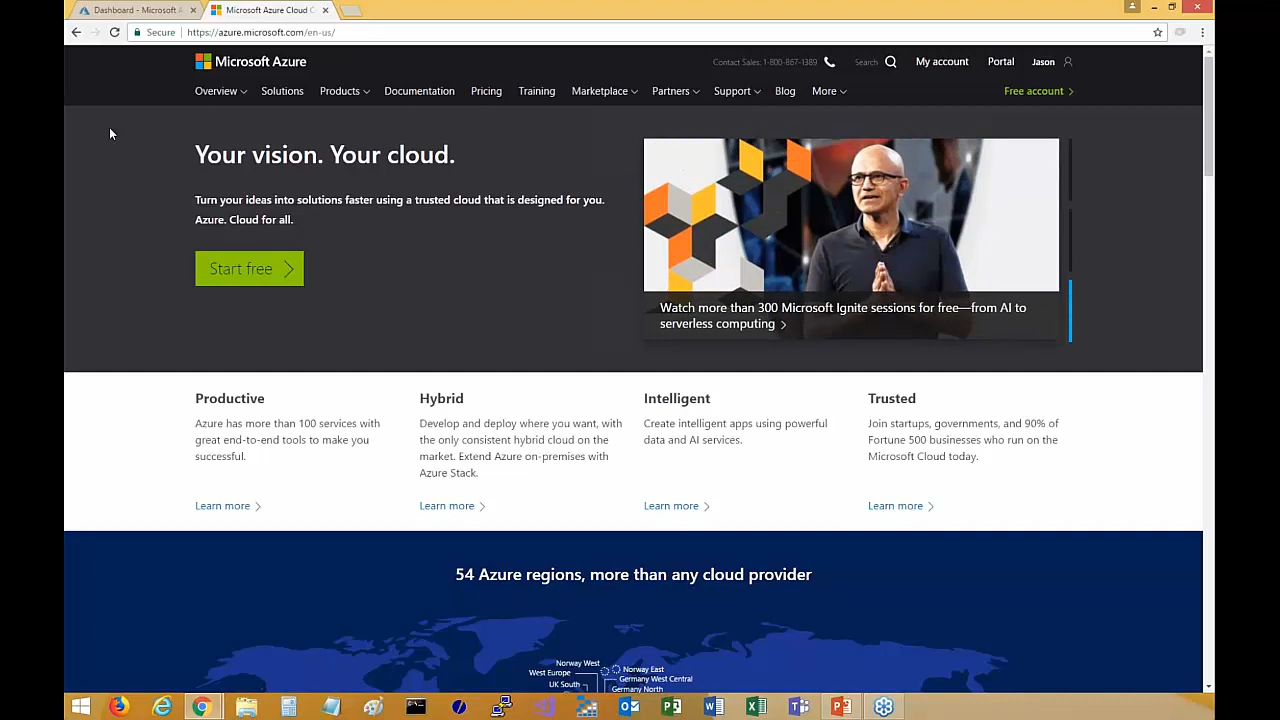 Dashboard - Microsoft A
Microsoft Azure Cloud C
Secure
https://azure.microsoft.com/en-us/
Microsoft Azure
Contact Sales: 1-800-867-1389
Search
My account
Portal
Jason
Overview
Solutions
Products
Documentation
Pricing
Training
Marketplace
Partners
Support
Blog
More
Free account
Your vision. Your cloud.
Turn your ideas into solutions faster using a trusted cloud that is designed for you.
Azure. Cloud for all.
Start free
Watch more than 300 Microsoft Ignite sessions for free—from AI to
serverless computing
Productive
Azure has more than 100 services with
great end-to-end tools to make you
successful.
Learn more
Hybrid
Develop and deploy where you want, with
the only consistent hybrid cloud on the
market. Extend Azure on-premises with
Azure Stack.
Learn more
Intelligent
Create intelligent apps using powerful
data and AI services.
Learn more
Trusted
Join startups, governments, and 90% of
Fortune 500 businesses who run on the
Microsoft Cloud today.
Learn more
54 Azure regions, more than any cloud provider
Norway West
Norway East
West Europe
Germany West Central
UK South
Germany North